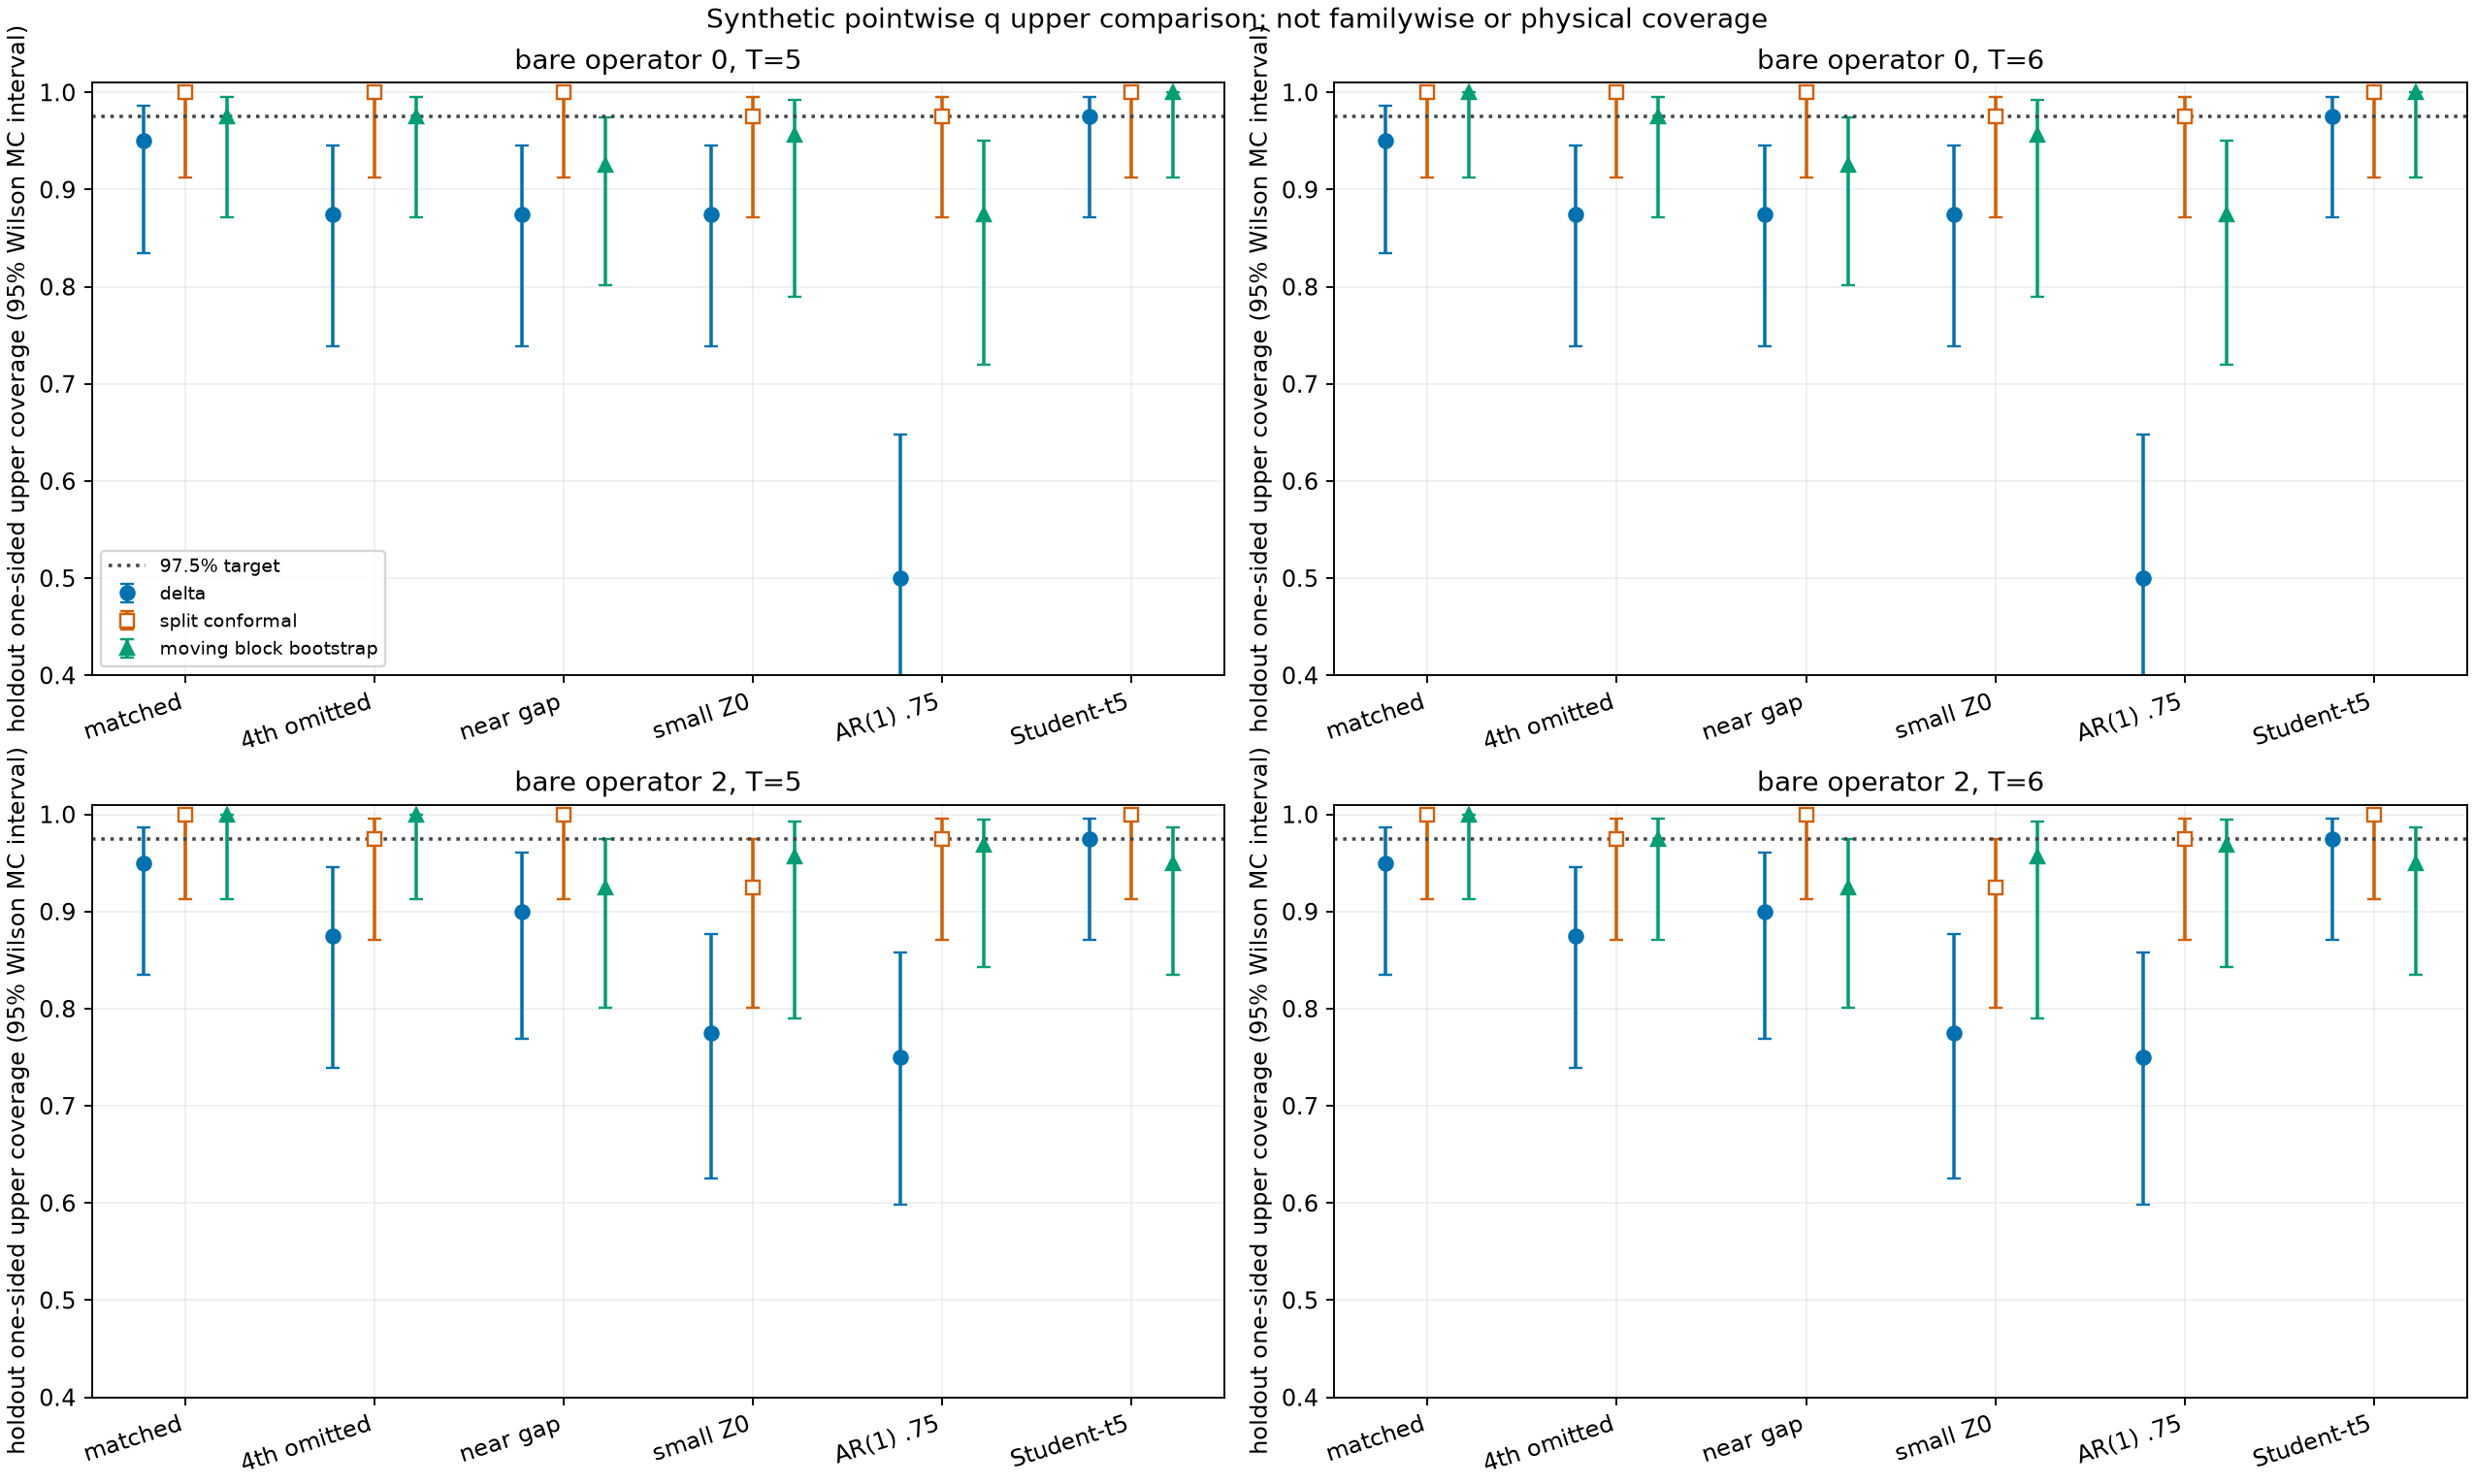 Synthetic pointwise q upper comparison; not familywise or physical coverage
bare operator 0, T=5
holdout one-sided upper coverage (95% Wilson MC interval)
1.0
0.9
0.8
0.7
0.6
0.5
0.4
97.5% target
delta
split conformal
moving block bootstrap
matched
4th omitted
near gap
small Z0
AR(1) .75
Student-t5
bare operator 0, T=6
holdout one-sided upper coverage (95% Wilson MC interval)
1.0
0.9
0.8
0.7
0.6
0.5
0.4
matched
4th omitted
near gap
small Z0
AR(1) .75
Student-t5
bare operator 2, T=5
holdout one-sided upper coverage (95% Wilson MC interval)
1.0
0.9
0.8
0.7
0.6
0.5
0.4
matched
4th omitted
near gap
small Z0
AR(1) .75
Student-t5
bare operator 2, T=6
holdout one-sided upper coverage (95% Wilson MC interval)
1.0
0.9
0.8
0.7
0.6
0.5
0.4
matched
4th omitted
near gap
small Z0
AR(1) .75
Student-t5